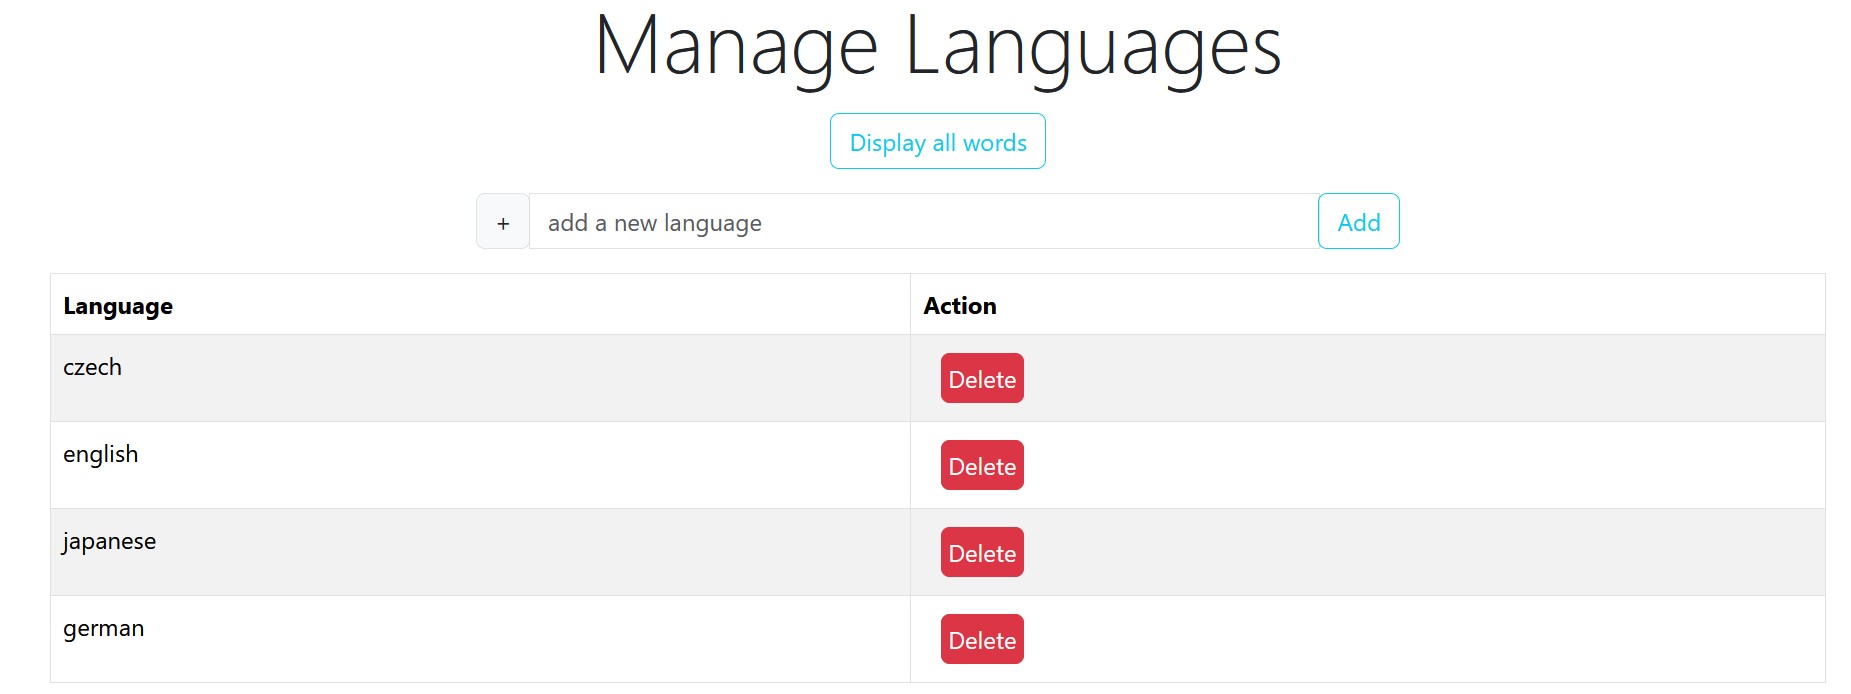 Manage Languages
Display all words
+ add a new language Add
Language Action
czech Delete
english Delete
japanese Delete
german Delete